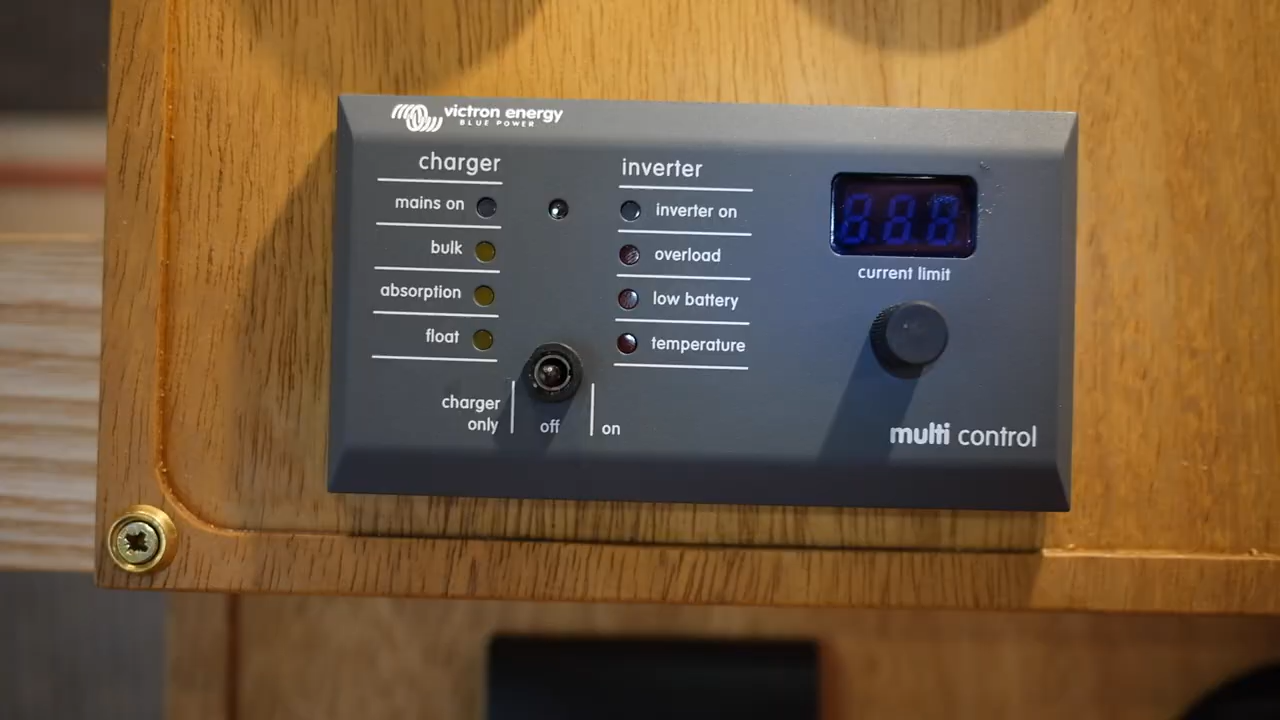 victron energy
BLUE POWER
charger
mains on
bulk
absorption
float
inverter
inverter on
overload
low battery
temperature
charger
only
off
on
888
current limit
multi control